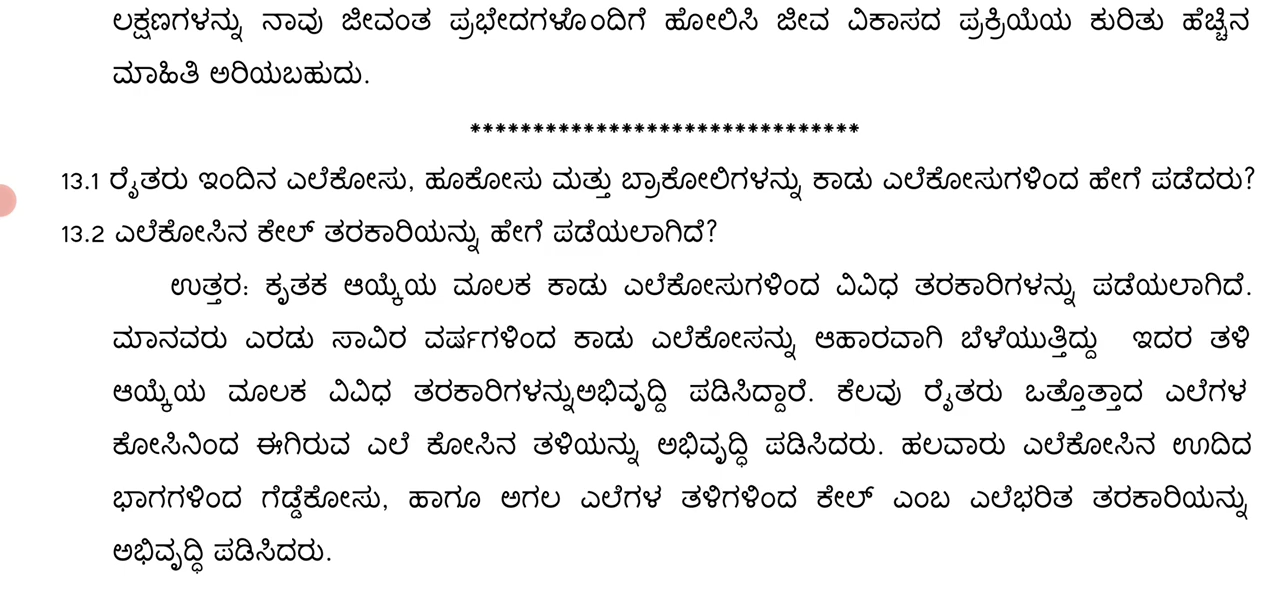 ಲಕ್ಷಣಗಳನ್ನು ನಾವು ಜೀವಂತ ಪ್ರಭೇದಗಳೊಂದಿಗೆ ಹೋಲಿಸಿ ಜೀವ ವಿಕಾಸದ ಪ್ರಕ್ರಿಯೆಯ ಕುರಿತು ಹೆಚ್ಚಿನ
ಮಾಹಿತಿ ಅರಿಯಬಹುದು.
*******************************
13.1 ರೈತರು ಇಂದಿನ ಎಲೆಕೋಸು, ಹೂಕೋಸು ಮತ್ತು ಬ್ರಾಕೋಲಿಗಳನ್ನು ಕಾಡು ಎಲೆಕೋಸುಗಳಿಂದ ಹೇಗೆ ಪಡೆದರು?
13.2 ಎಲೆಕೋಸಿನ ಕೇಲ್ ತರಕಾರಿಯನ್ನು ಹೇಗೆ ಪಡೆಯಲಾಗಿದೆ?
ಉತ್ತರ: ಕೃತಕ ಆಯ್ಕೆಯ ಮೂಲಕ ಕಾಡು ಎಲೆಕೋಸುಗಳಿಂದ ವಿವಿಧ ತರಕಾರಿಗಳನ್ನು ಪಡೆಯಲಾಗಿದೆ.
ಮಾನವರು ಎರಡು ಸಾವಿರ ವರ್ಷಗಳಿಂದ ಕಾಡು ಎಲೆಕೋಸನ್ನು ಆಹಾರವಾಗಿ ಬೆಳೆಯುತ್ತಿದ್ದು ಇದರ ತಳಿ
ಆಯ್ಕೆಯ ಮೂಲಕ ವಿವಿಧ ತರಕಾರಿಗಳನ್ನುಅಭಿವೃದ್ದಿ ಪಡಿಸಿದ್ದಾರೆ. ಕೆಲವು ರೈತರು ಒತ್ತೊತ್ತಾದ ಎಲೆಗಳ
ಕೋಸಿನಿಂದ ಈಗಿರುವ ಎಲೆ ಕೋಸಿನ ತಳಿಯನ್ನು ಅಭಿವೃದ್ಧಿ ಪಡಿಸಿದರು. ಹಲವಾರು ಎಲೆಕೋಸಿನ ಊದಿದ
ಭಾಗಗಳಿಂದ ಗೆಡ್ಡೆಕೋಸು, ಹಾಗೂ ಅಗಲ ಎಲೆಗಳ ತಳಿಗಳಿಂದ ಕೇಲ್ ಎಂಬ ಎಲೆಭರಿತ ತರಕಾರಿಯನ್ನು
ಅಭಿವೃದ್ಧಿ ಪಡಿಸಿದರು.